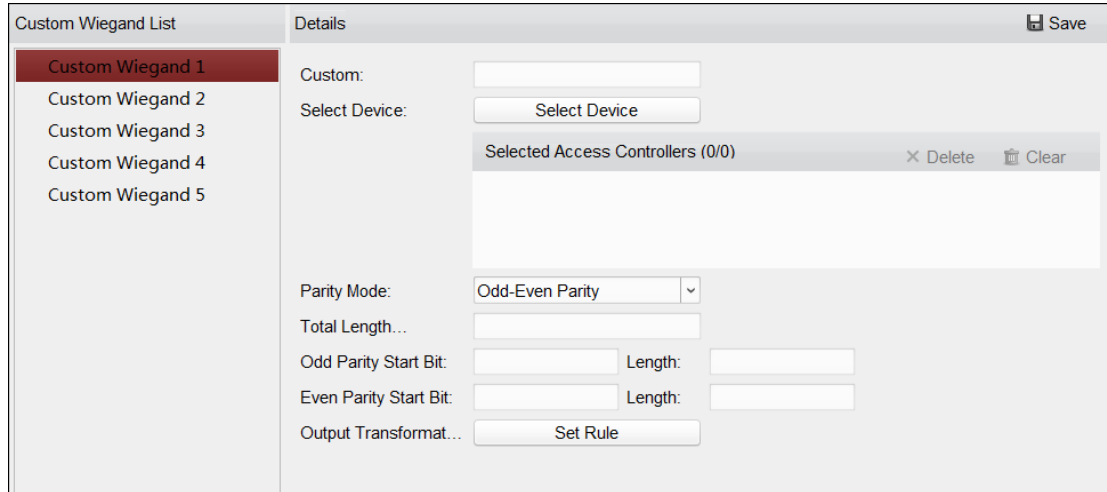 Custom Wiegand List
Details
Save
Custom Wiegand 1
Custom Wiegand 2
Custom Wiegand 3
Custom Wiegand 4
Custom Wiegand 5
Custom:
Select Device: Select Device
Selected Access Controllers (0/0) Delete Clear
Parity Mode: Odd-Even Parity
Total Length...
Odd Parity Start Bit: Length:
Even Parity Start Bit: Length:
Output Transformat... Set Rule